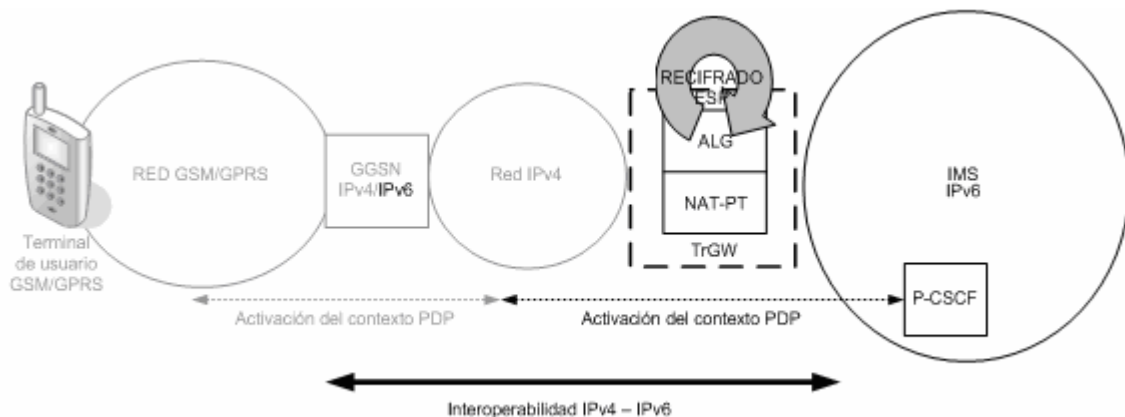 RECIFRADO
ALG
RED GSM/GPRS
GGSN
IPv4/IPv6
Red IPv4
IMS
IPv6
NAT-PT
TrGW
Terminal
de usuario
GSM/GPRS
P-CSCF
Activación del contexto PDP
Activación del contexto PDP
Interoperabilidad IPv4 – IPv6